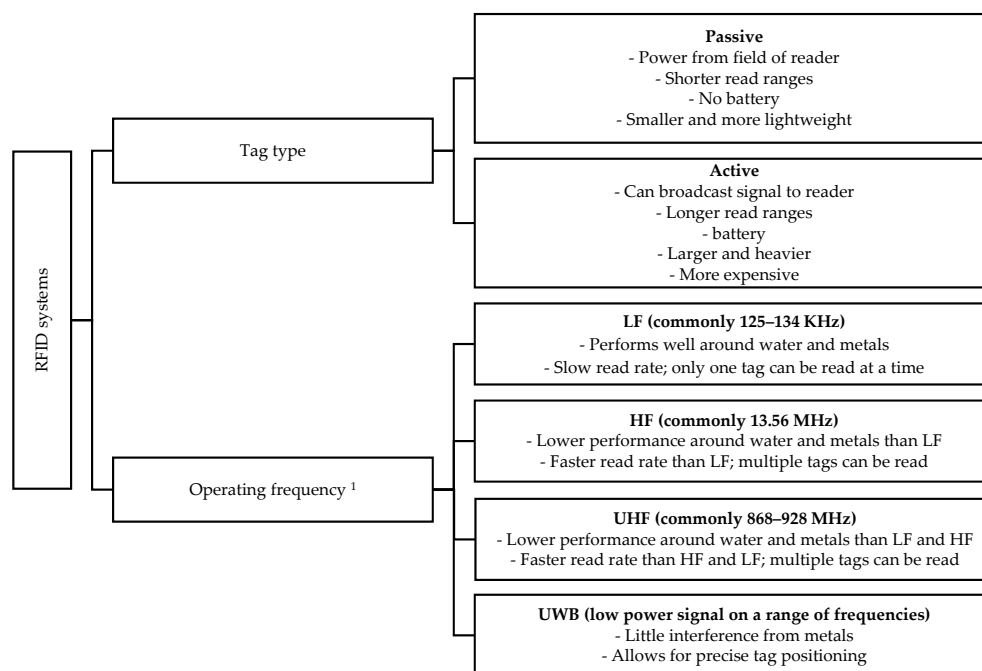 RFID systems
Tag type
Passive
- Power from field of reader
- Shorter read ranges
- No battery
- Smaller and more lightweight
Active
- Can broadcast signal to reader
- Longer read ranges
- battery
- Larger and heavier
- More expensive
Operating frequency ¹
LF (commonly 125–134 KHz)
- Performs well around water and metals
- Slow read rate; only one tag can be read at a time
HF (commonly 13.56 MHz)
- Lower performance around water and metals than LF
- Faster read rate than LF; multiple tags can be read
UHF (commonly 868–928 MHz)
- Lower performance around water and metals than LF and HF
- Faster read rate than HF and LF; multiple tags can be read
UWB (low power signal on a range of frequencies)
- Little interference from metals
- Allows for precise tag positioning